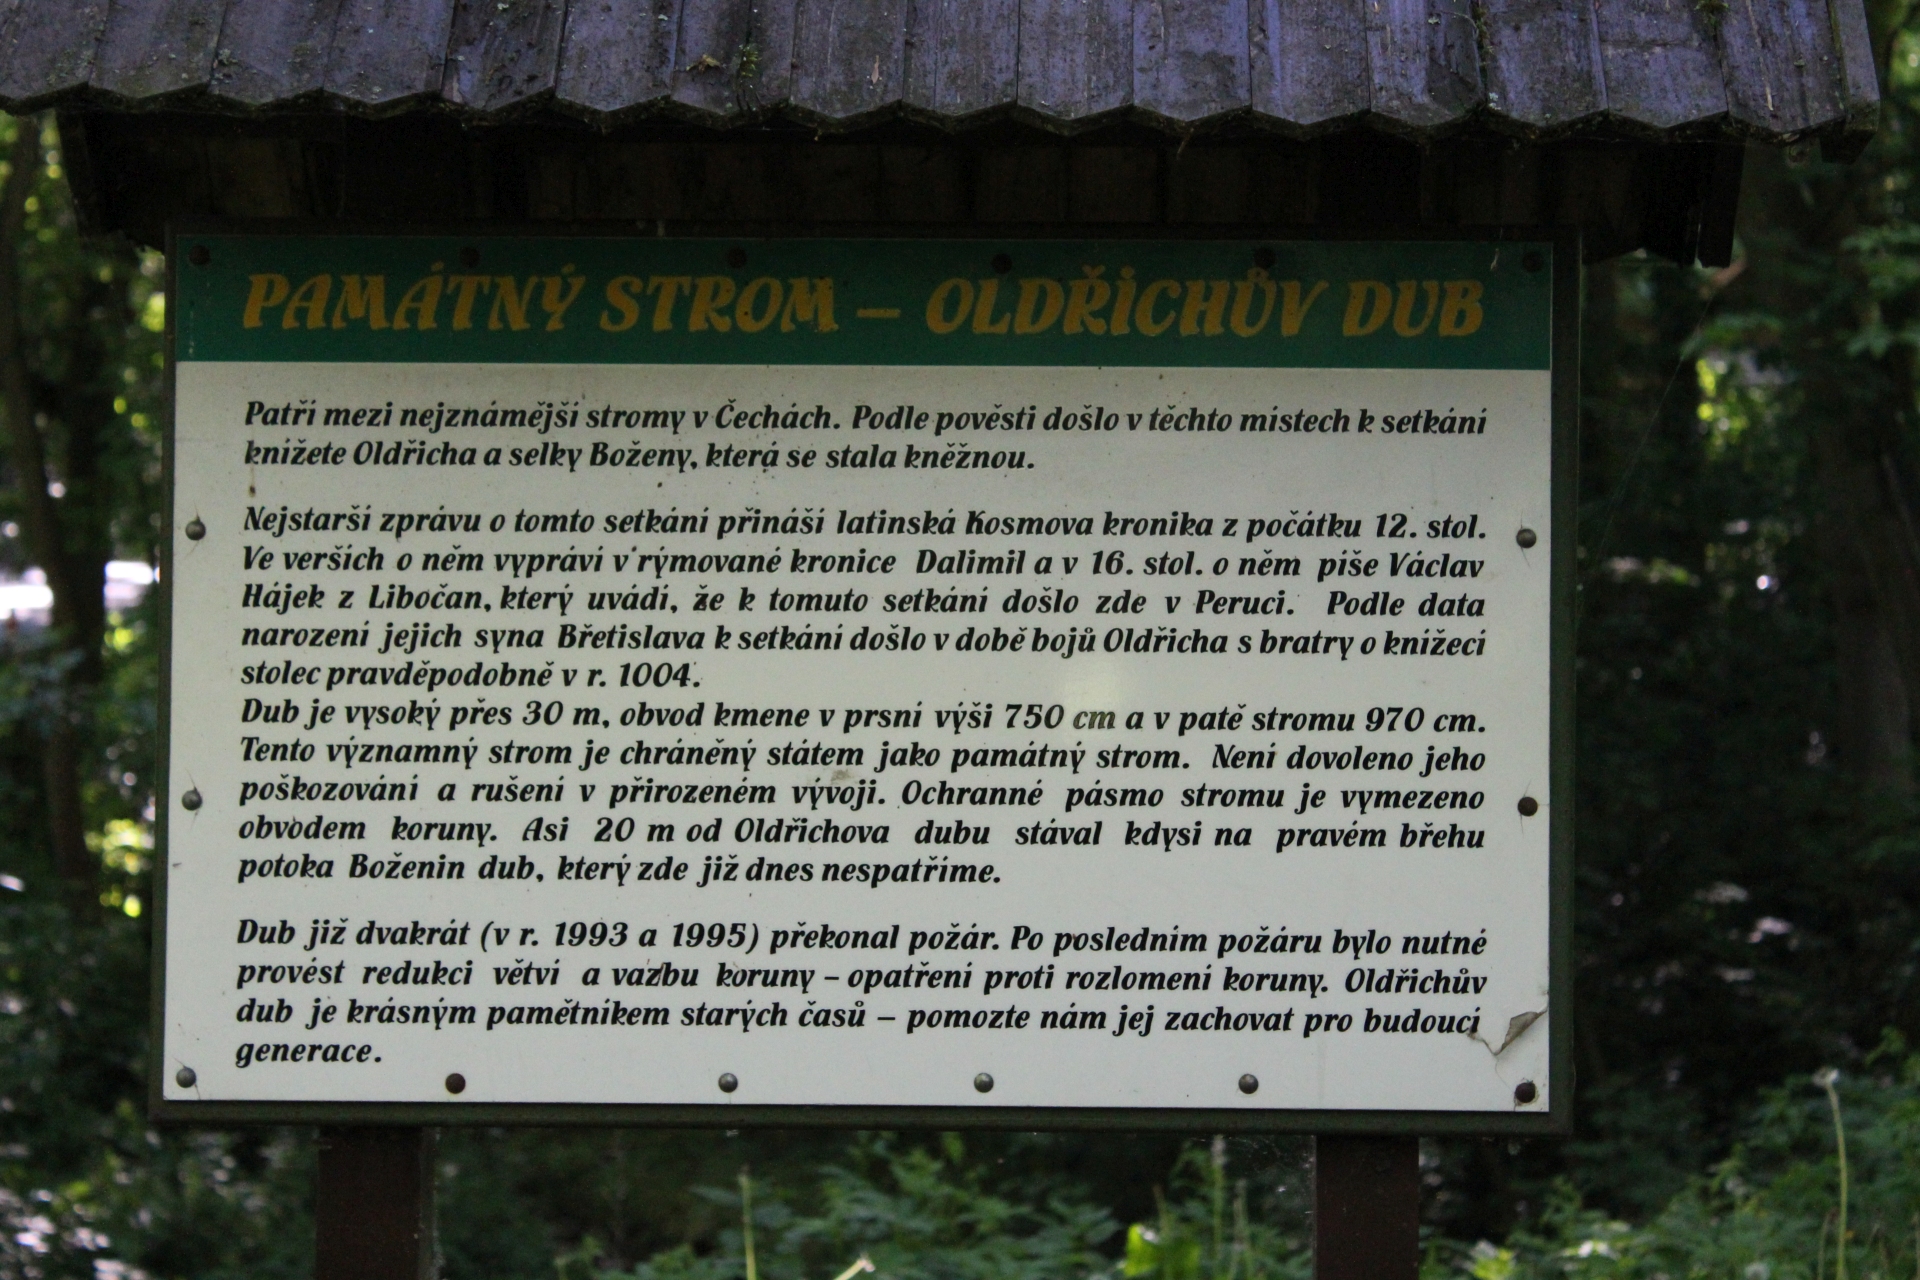 PAMÁTNÝ STROM – OLDŘICHŮV DUB
Patří mezi nejznámější stromy v Čechách. Podle pověsti došlo v těchto místech k setkání
knížete Oldřicha a selky Boženy, která se stala kněžnou.
Nejstarší zprávu o tomto setkání přináší latinská Kosmova kronika z počátku 12. stol.
Ve verších o něm vypráví v rýmované kronice Dalimil a v 16. stol. o něm píše Václav
Hájek z Libočan, který uvádí, že k tomuto setkání došlo zde v Peruci. Podle data
narození jejich syna Břetislava k setkání došlo v době bojů Oldřicha s bratry o knížecí
stolec pravděpodobně v r. 1004.
Dub je vysoký přes 30 m, obvod kmene v prsní výši 750 cm a v patě stromu 970 cm.
Tento významný strom je chráněný státem jako památný strom. Není dovoleno jeho
poškozování a rušení v přirozeném vývoji. Ochranné pásmo stromu je vymezeno
obvodem koruny. Asi 20 m od Oldřichova dubu stával kdysi na pravém břehu
potoka Boženin dub, který zde již dnes nespatříme.
Dub již dvakrát (v r. 1993 a 1995) překonal požár. Po posledním požáru bylo nutné
provést redukci větví a vazbu koruny – opatření proti rozlomení koruny. Oldřichův
dub je krásným pamětníkem starých časů – pomozte nám jej zachovat pro budoucí
generace.